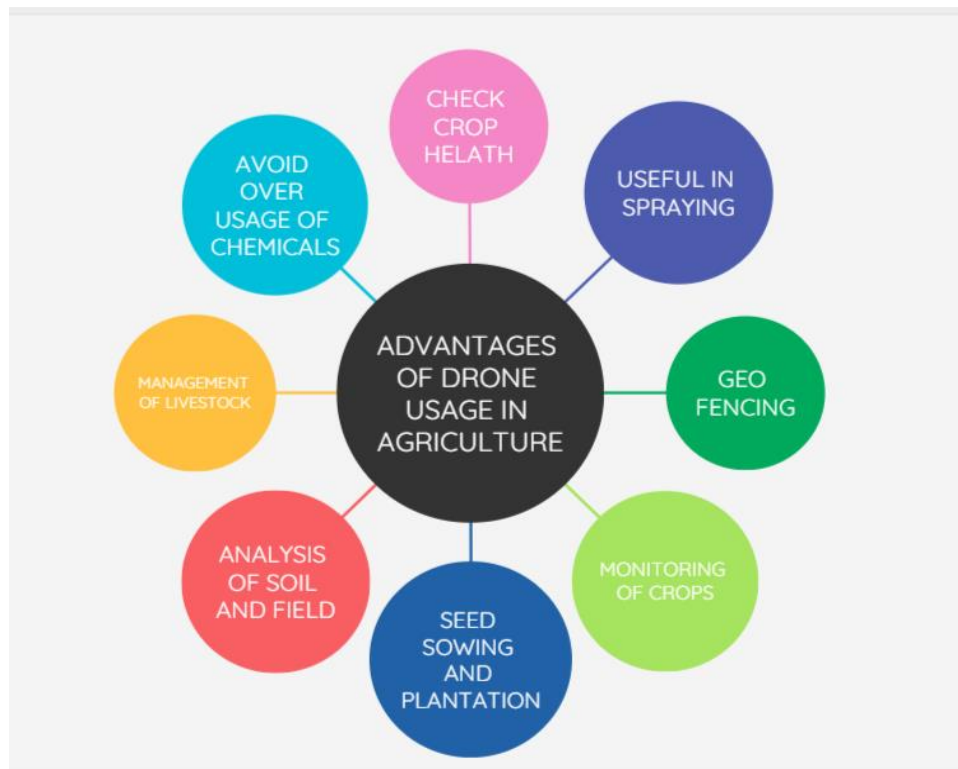 CHECK
CROP
HELATH
AVOID
OVER
USAGE OF
CHEMICALS
USEFUL IN
SPRAYING
ADVANTAGES
OF DRONE
USAGE IN
AGRICULTURE
MANAGEMENT
OF LIVESTOCK
GEO
FENCING
ANALYSIS
OF SOIL
AND FIELD
MONITORING
OF CROPS
SEED
SOWING
AND
PLANTATION